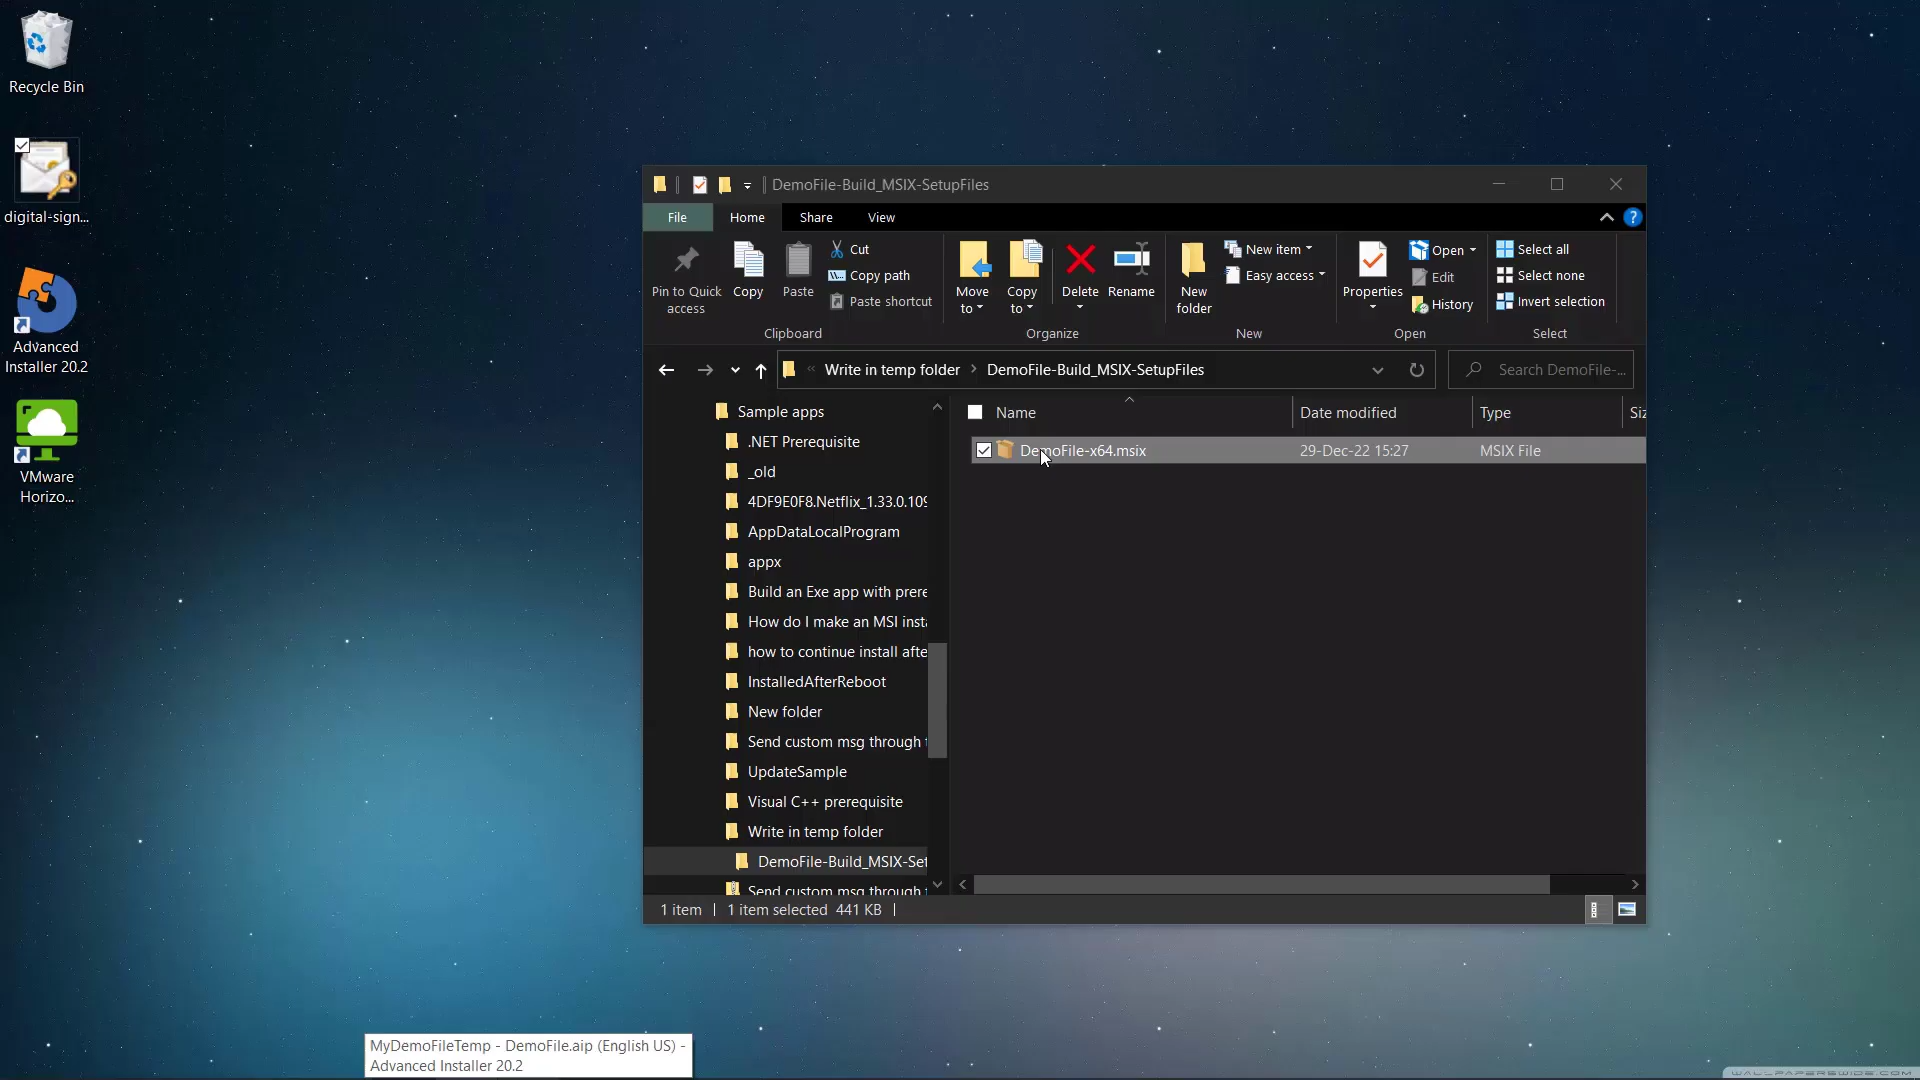 Recycle Bin
digital-sign...
Advanced
Installer 20.2
VMware
Horizo...
DemoFile-Build_MSIX-SetupFiles
File
Home
Share
View
?
Pin to Quick
access
Copy
Paste
Cut
Copy path
Paste shortcut
Clipboard
Move
to
Copy
to
Delete
Rename
Organize
New
folder
New item
Easy access
New
Properties
Open
Edit
History
Open
Select all
Select none
Invert selection
Select
« Write in temp folder > DemoFile-Build_MSIX-SetupFiles
Search DemoFile-...
Sample apps
.NET Prerequisite
_old
4DF9E0F8.Netflix_1.33.0.109
AppDataLocalProgram
appx
Build an Exe app with prere
How do I make an MSI insta
how to continue install afte
InstalledAfterReboot
New folder
Send custom msg through t
UpdateSample
Visual C++ prerequisite
Write in temp folder
DemoFile-Build_MSIX-Set
Send custom msg through t
Name
Date modified
Type
Siz
DemoFile-x64.msix
29-Dec-22 15:27
MSIX File
1 item
1 item selected 441 KB
MyDemoFileTemp - DemoFile.aip (English US) -
Advanced Installer 20.2
WALLPAPERSWIDE.COM